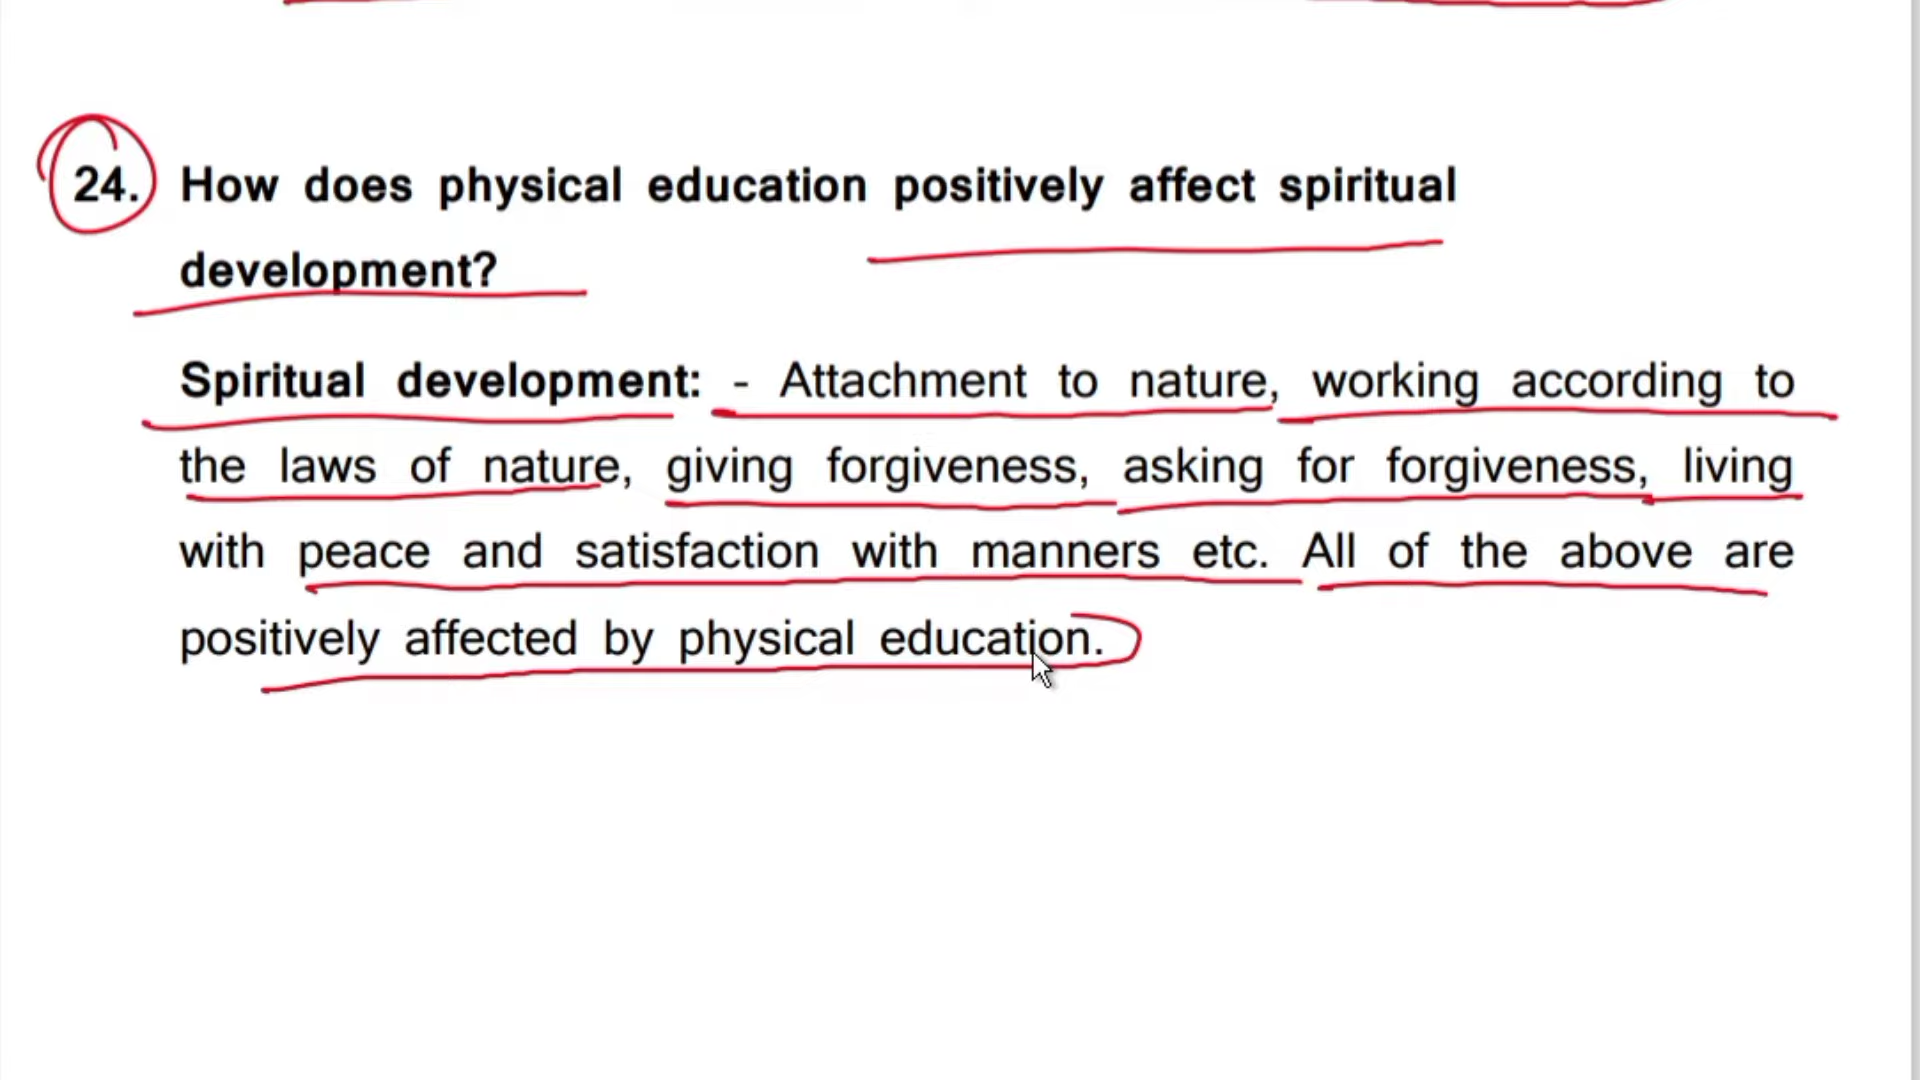 24. How does physical education positively affect spiritual
development?
Spiritual development: - Attachment to nature, working according to
the laws of nature, giving forgiveness, asking for forgiveness, living
with peace and satisfaction with manners etc. All of the above are
positively affected by physical education.